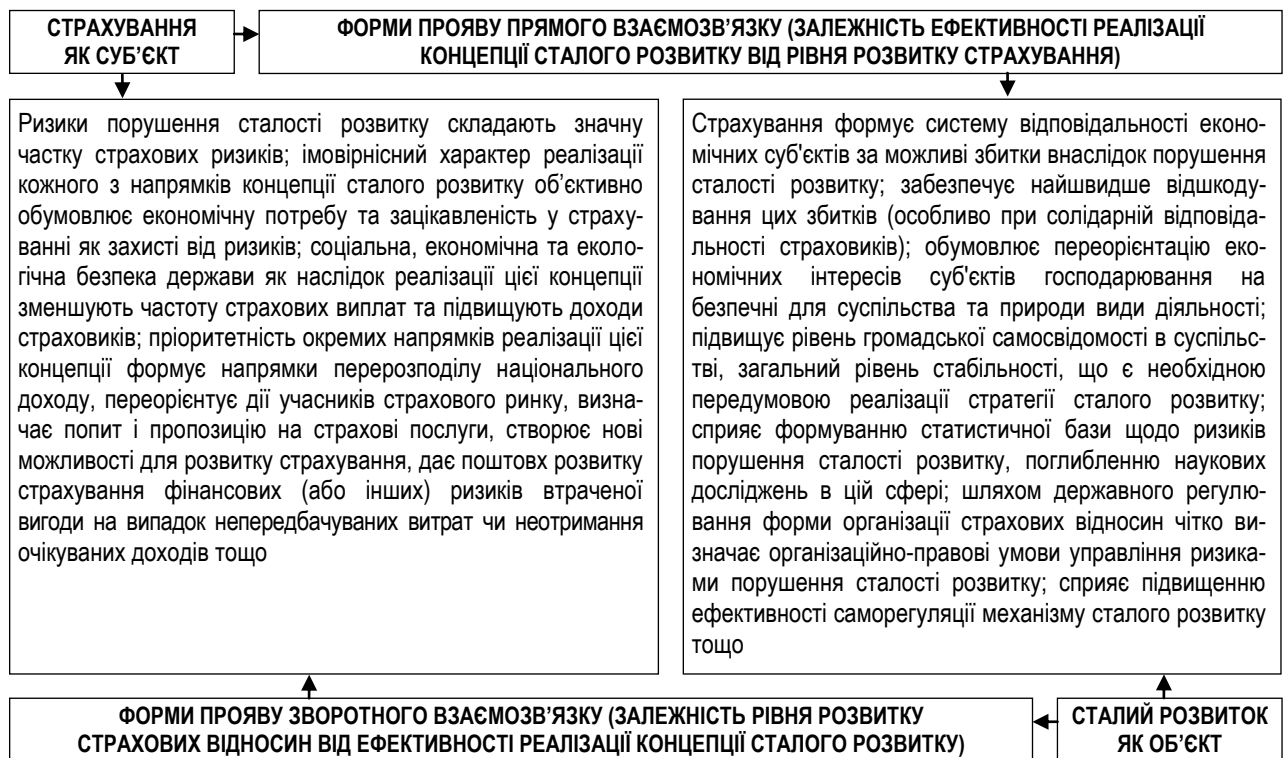 СТРАХУВАННЯ
ЯК СУБ’ЄКТ
ФОРМИ ПРОЯВУ ПРЯМОГО ВЗАЄМОЗВ’ЯЗКУ (ЗАЛЕЖНІСТЬ ЕФЕКТИВНОСТІ РЕАЛІЗАЦІЇ
КОНЦЕПЦІЇ СТАЛОГО РОЗВИТКУ ВІД РІВНЯ РОЗВИТКУ СТРАХУВАННЯ)
Ризики порушення сталості розвитку складають значну
частку страхових ризиків; імовірнісний характер реалізації
кожного з напрямків концепції сталого розвитку об’єктивно
обумовлює економічну потребу та зацікавленість у страху-
ванні як захисті від ризиків; соціальна, економічна та еколо-
гічна безпека держави як наслідок реалізації цієї концепції
зменшують частоту страхових виплат та підвищують доходи
страховиків; пріоритетність окремих напрямків реалізації цієї
концепції формує напрямки перерозподілу національного
доходу, переорієнтує дії учасників страхового ринку, визна-
чає попит і пропозицію на страхові послуги, створює нові
можливості для розвитку страхування, дає поштовх розвитку
страхування фінансових (або інших) ризиків втраченої
вигоди на випадок непередбачуваних витрат чи неотримання
очікуваних доходів тощо
Страхування формує систему відповідальності еконо-
мічних суб'єктів за можливі збитки внаслідок порушення
сталості розвитку; забезпечує найшвидше відшкоду-
вання цих збитків (особливо при солідарній відповіда-
льності страховиків); обумовлює переорієнтацію еко-
номічних інтересів суб'єктів господарювання на
безпечні для суспільства та природи види діяльності;
підвищує рівень громадської самосвідомості в суспільс-
тві, загальний рівень стабільності, що є необхідною
передумовою реалізації стратегії сталого розвитку;
сприяє формуванню статистичної бази щодо ризиків
порушення сталості розвитку, поглибленню наукових
досліджень в цій сфері; шляхом державного регулю-
вання форми організації страхових відносин чітко ви-
значає організаційно-правові умови управління ризика-
ми порушення сталості розвитку; сприяє підвищенню
ефективності саморегуляції механізму сталого розвитку
тощо
ФОРМИ ПРОЯВУ ЗВОРОТНОГО ВЗАЄМОЗВ’ЯЗКУ (ЗАЛЕЖНІСТЬ РІВНЯ РОЗВИТКУ
СТРАХОВИХ ВІДНОСИН ВІД ЕФЕКТИВНОСТІ РЕАЛІЗАЦІЇ КОНЦЕПЦІЇ СТАЛОГО РОЗВИТКУ)
СТАЛИЙ РОЗВИТОК
ЯК ОБ’ЄКТ